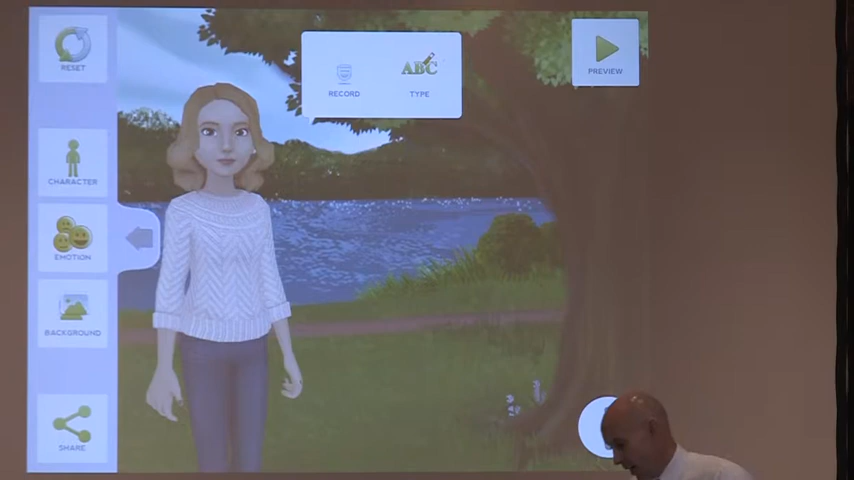 RESET
RECORD
ABC
TYPE
PREVIEW
CHARACTER
EMOTION
BACKGROUND
SHARE